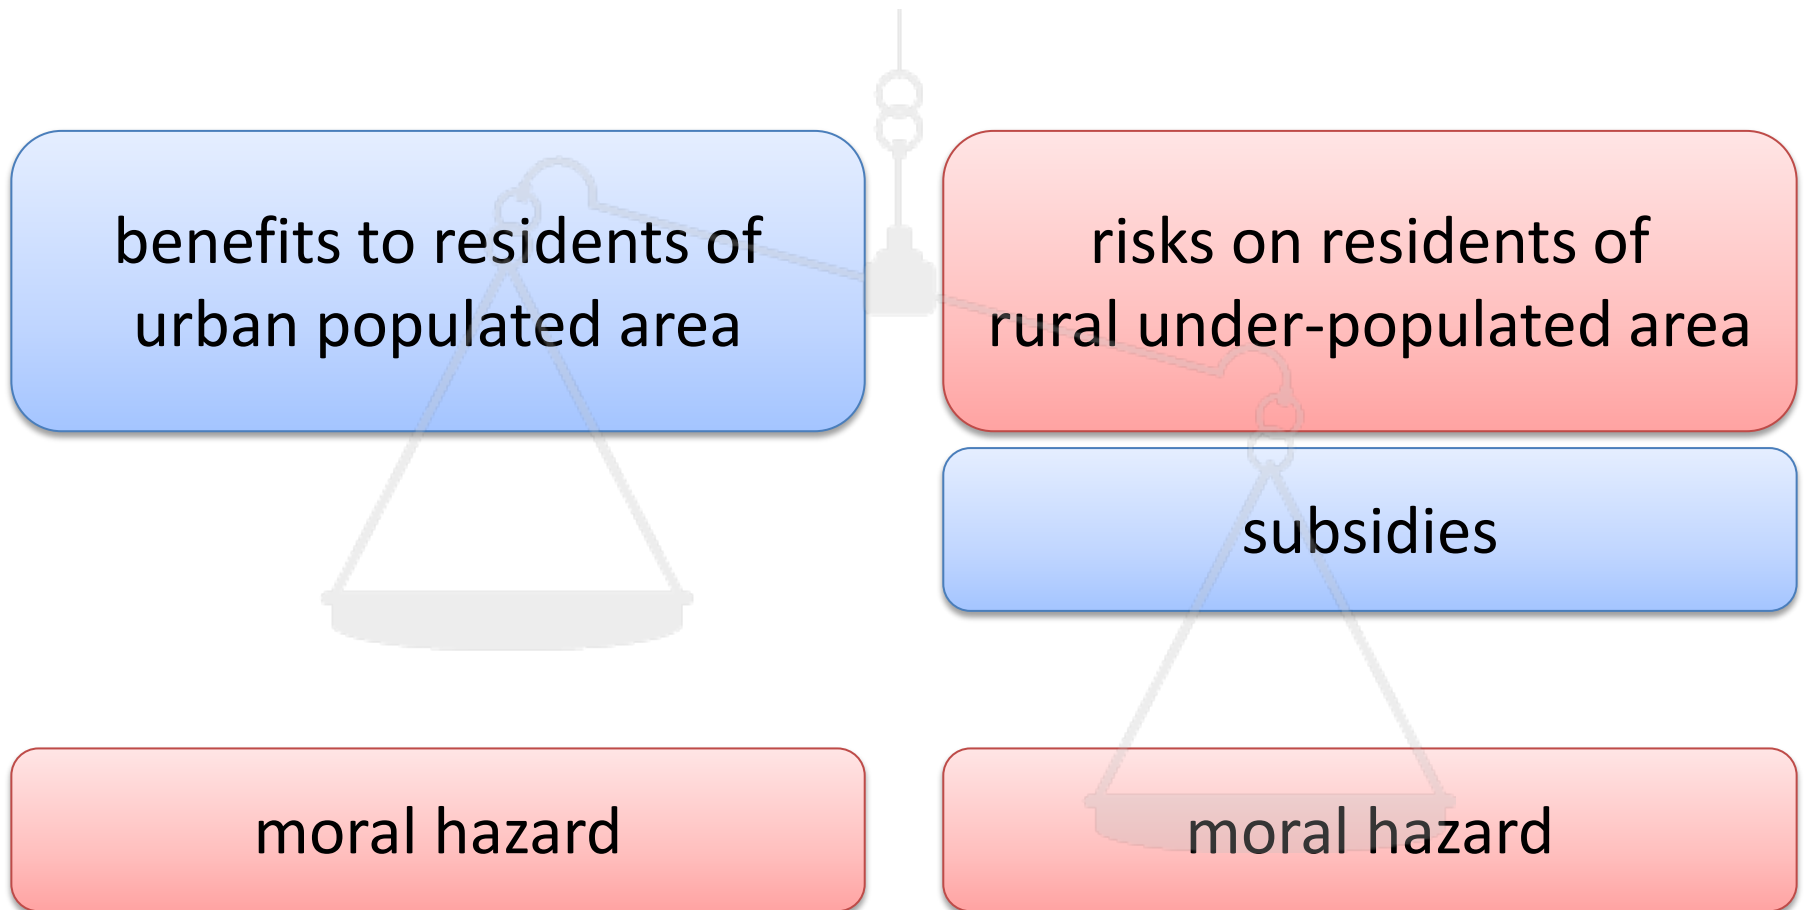 benefits to residents of
urban populated area
risks on residents of
rural under-populated area
subsidies
moral hazard
moral hazard